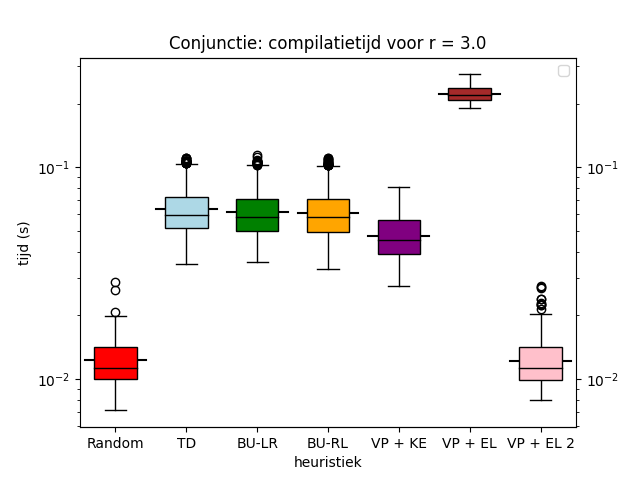 Conjunctie: compilatietijd voor r = 3.0
tijd (s)
10⁻¹
10⁻²
10⁻¹
10⁻²
Random TD BU-LR BU-RL VP + KE VP + EL VP + EL 2
heuristiek